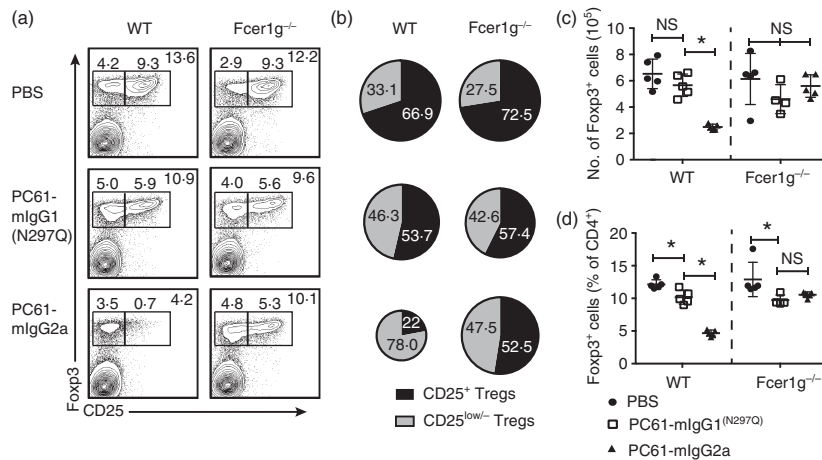 (a)
WT
Fcer1g–/–
PBS
4·2 9·3 13·6
2·9 9·3 12·2
PC61-
mIgG1
(N297Q)
5·0 5·9 10·9
4·0 5·6 9·6
PC61-
mIgG2a
3·5 0·7 4·2
4·8 5·3 10·1
Foxp3
CD25
(b)
WT
Fcer1g–/–
33·1
66·9
27·5
72·5
46·3
53·7
42·6
57·4
22
78·0
47·5
52·5
CD25+ Tregs
CD25low/– Tregs
(c)
No. of Foxp3+ cells (10^5)
10
8
6
4
2
0
NS
*
NS
WT
Fcer1g–/–
(d)
Foxp3+ cells (% of CD4+)
20
15
10
5
0
*
*
*
NS
WT
Fcer1g–/–
PBS
PC61-mIgG1(N297Q)
PC61-mIgG2a